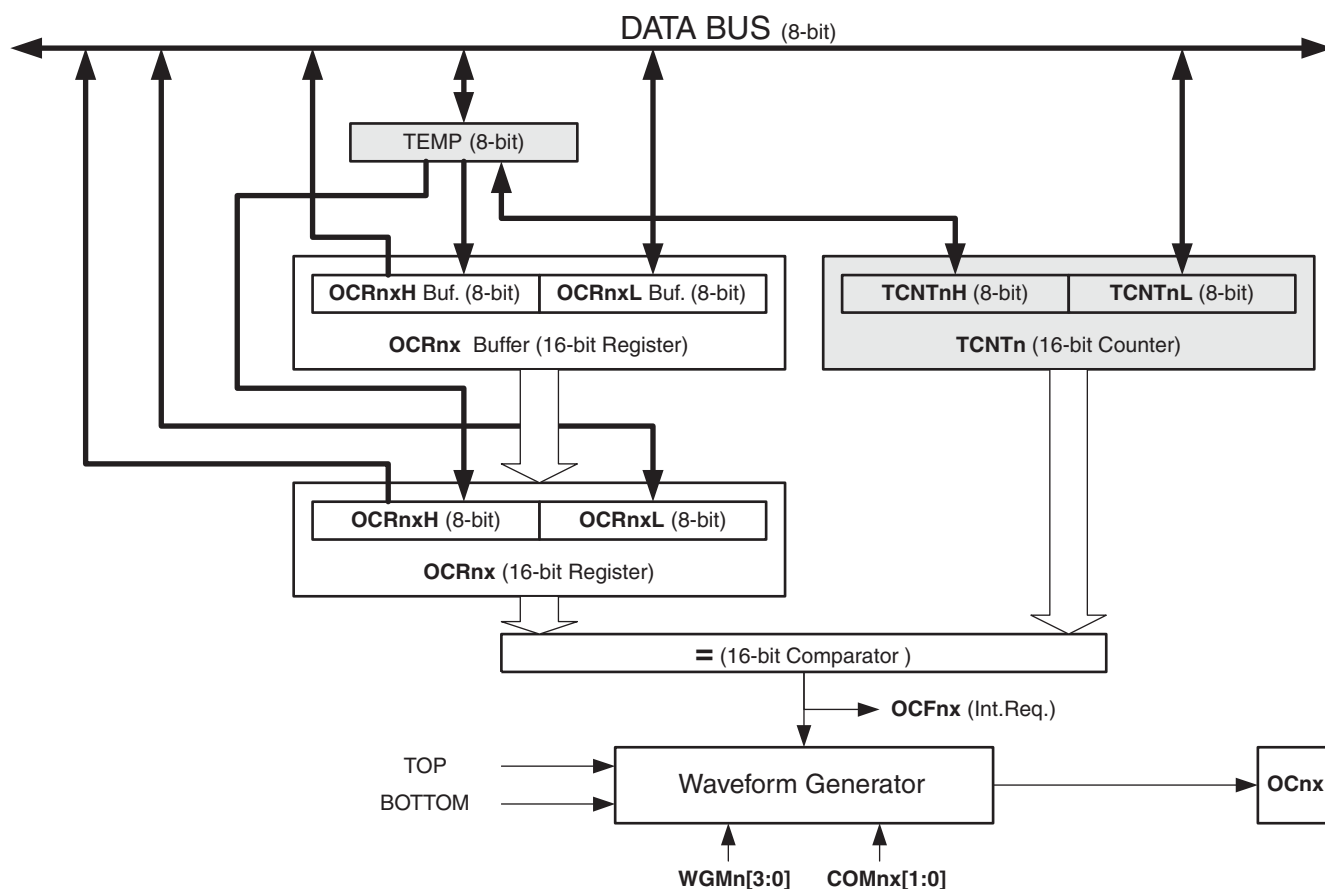 DATA BUS (8-bit)
TEMP (8-bit)
OCRnxH Buf. (8-bit)
OCRnxL Buf. (8-bit)
OCRnx Buffer (16-bit Register)
TCNTnH (8-bit)
TCNTnL (8-bit)
TCNTn (16-bit Counter)
OCRnxH (8-bit)
OCRnxL (8-bit)
OCRnx (16-bit Register)
= (16-bit Comparator )
OCFnx (Int.Req.)
TOP
BOTTOM
Waveform Generator
OCnx
WGMn[3:0]
COMnx[1:0]